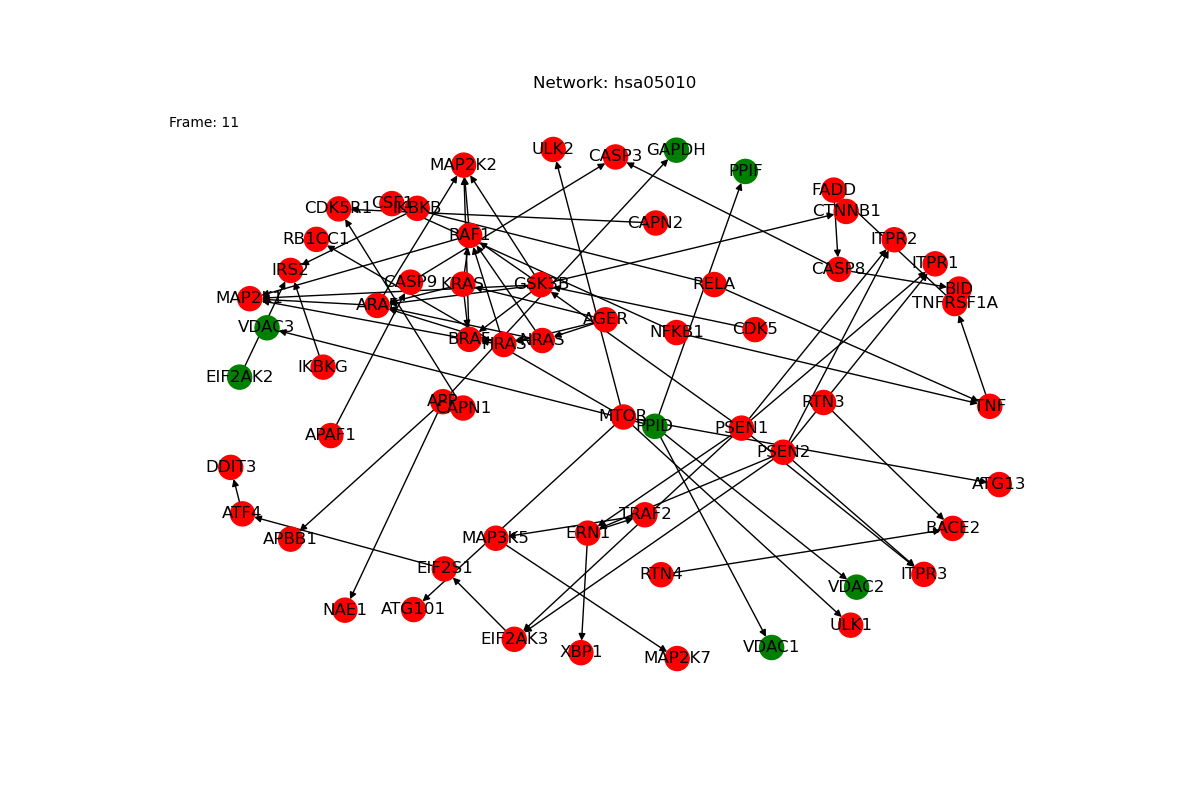 Network: hsa05010
Frame: 11
ULK2
CASP3
GAPDH
MAP2K2
PPIF
FADD
CDK5R1
CSF1
IKBKB
CTNNB1
CAPN2
RB1CC1
RAF1
ITPR2
ITPR1
IRS2
CASP8
CASP9
KRAS
GSK3B
RELA
BID
MAP2K1
ARAF
TNFRSF1A
VDAC3
AGER
NFKB1
CDK5
BRAF
HRAS
NRAS
EIF2AK2
IKBKG
APP
CAPN1
RTN3
TNF
MTOR
PPID
PSEN1
APAF1
PSEN2
DDIT3
ATG13
ATF4
TRAF2
BACE2
APBB1
MAP3K5
ERN1
EIF2S1
RTN4
ITPR3
VDAC2
NAE1
ATG101
ULK1
EIF2AK3
XBP1
MAP2K7
VDAC1